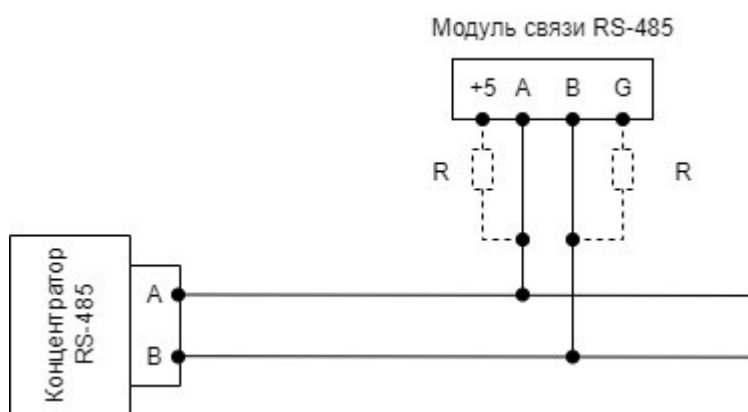 Модуль связи RS-485
+5 A B G
R R
Концентратор
RS-485
A
B